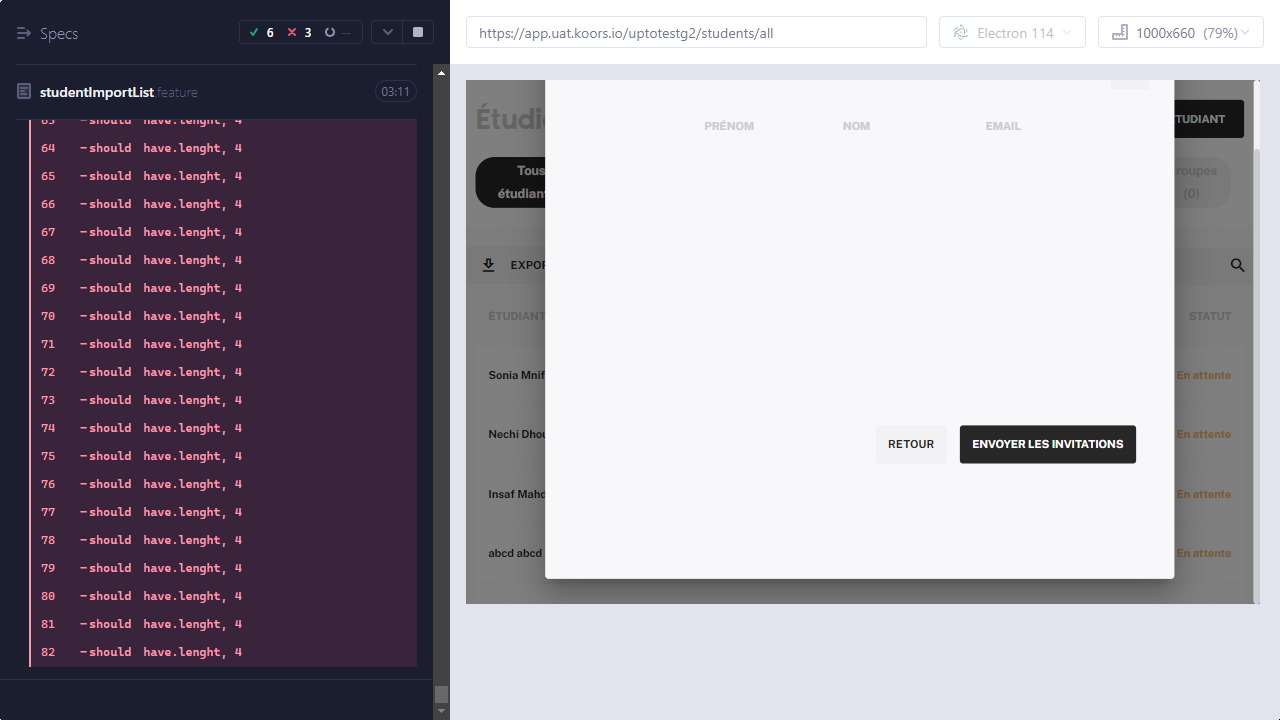 Specs
6
3
--
studentImportList.feature
03:11
63 -should have.lenght, 4
64 -should have.lenght, 4
65 -should have.lenght, 4
66 -should have.lenght, 4
67 -should have.lenght, 4
68 -should have.lenght, 4
69 -should have.lenght, 4
70 -should have.lenght, 4
71 -should have.lenght, 4
72 -should have.lenght, 4
73 -should have.lenght, 4
74 -should have.lenght, 4
75 -should have.lenght, 4
76 -should have.lenght, 4
77 -should have.lenght, 4
78 -should have.lenght, 4
79 -should have.lenght, 4
80 -should have.lenght, 4
81 -should have.lenght, 4
82 -should have.lenght, 4
https://app.uat.koors.io/uptotestg2/students/all
Electron 114
1000x660 (79%)
Étudi
TUDIANT
PRÉNOM NOM EMAIL
Tous
étudiant
roupes
(0)
EXPOR
ÉTUDIANT
STATUT
Sonia Mnif
En attente
Nechi Dhou
En attente
RETOUR
ENVOYER LES INVITATIONS
Insaf Mahd
En attente
abcd abcd
En attente